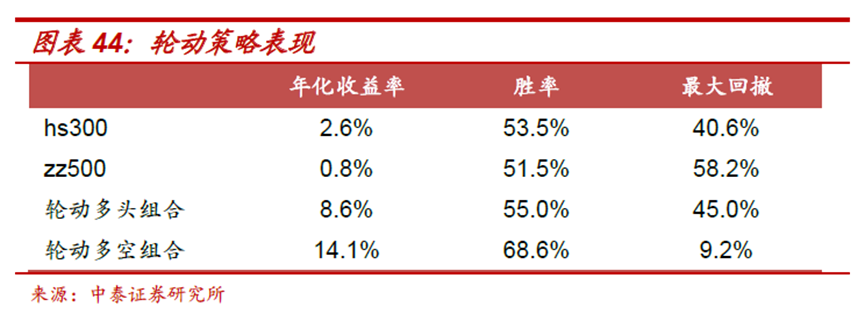 图表 44：轮动策略表现
年化收益率 胜率 最大回撤
hs300 2.6% 53.5% 40.6%
zz500 0.8% 51.5% 58.2%
轮动多头组合 8.6% 55.0% 45.0%
轮动多空组合 14.1% 68.6% 9.2%
来源：中泰证券研究所